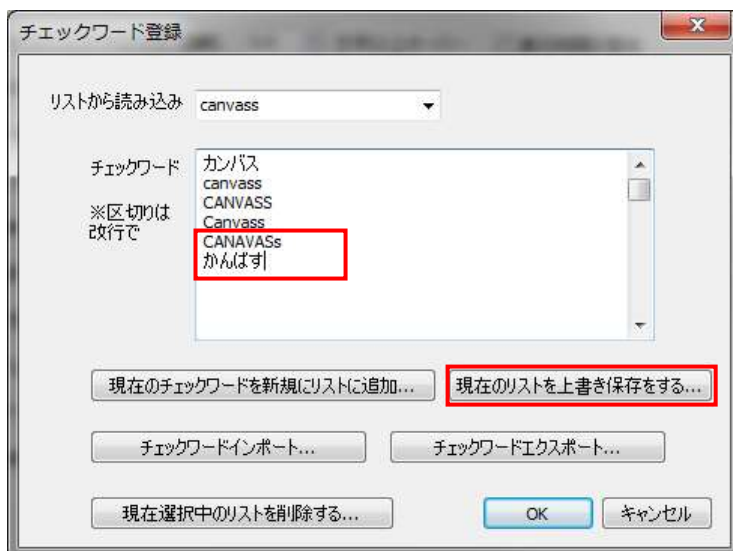 チェックワード登録
リストから読み込み canvass
チェックワード
※区切りは
改行で
カンバス
canvass
CANVASS
Canvass
CANAVASs
かんばす
現在のチェックワードを新規にリストに追加... 現在のリストを上書き保存をする...
チェックワードインポート... チェックワードエクスポート...
現在選択中のリストを削除する... OK キャンセル